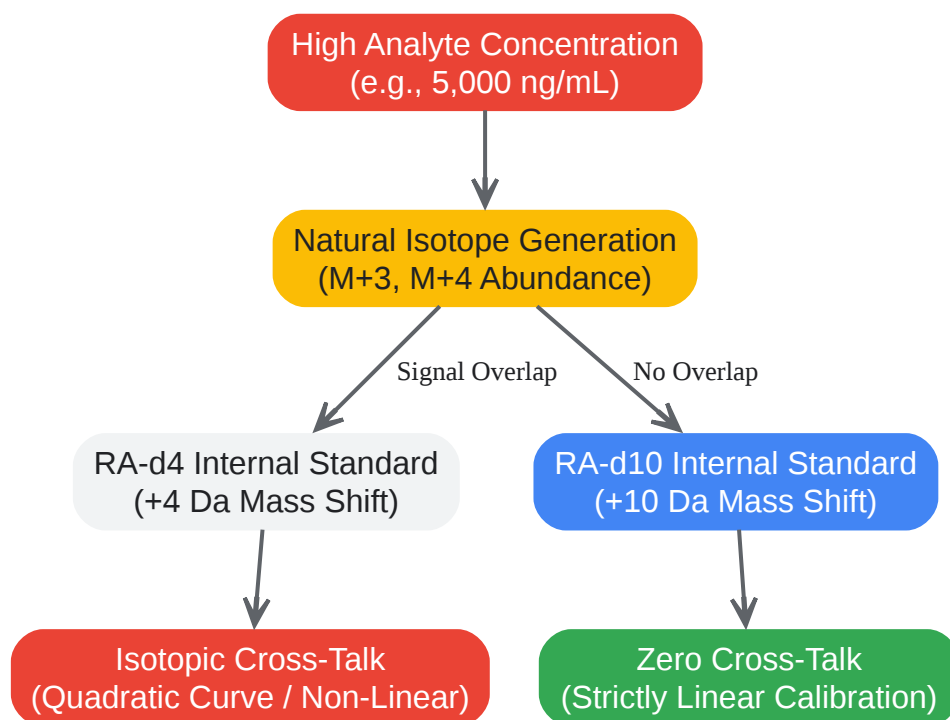 High Analyte Concentration
(e.g., 5,000 ng/mL)
Natural Isotope Generation
(M+3, M+4 Abundance)
Signal Overlap
No Overlap
RA-d4 Internal Standard
(+4 Da Mass Shift)
RA-d10 Internal Standard
(+10 Da Mass Shift)
Isotopic Cross-Talk
(Quadratic Curve / Non-Linear)
Zero Cross-Talk
(Strictly Linear Calibration)